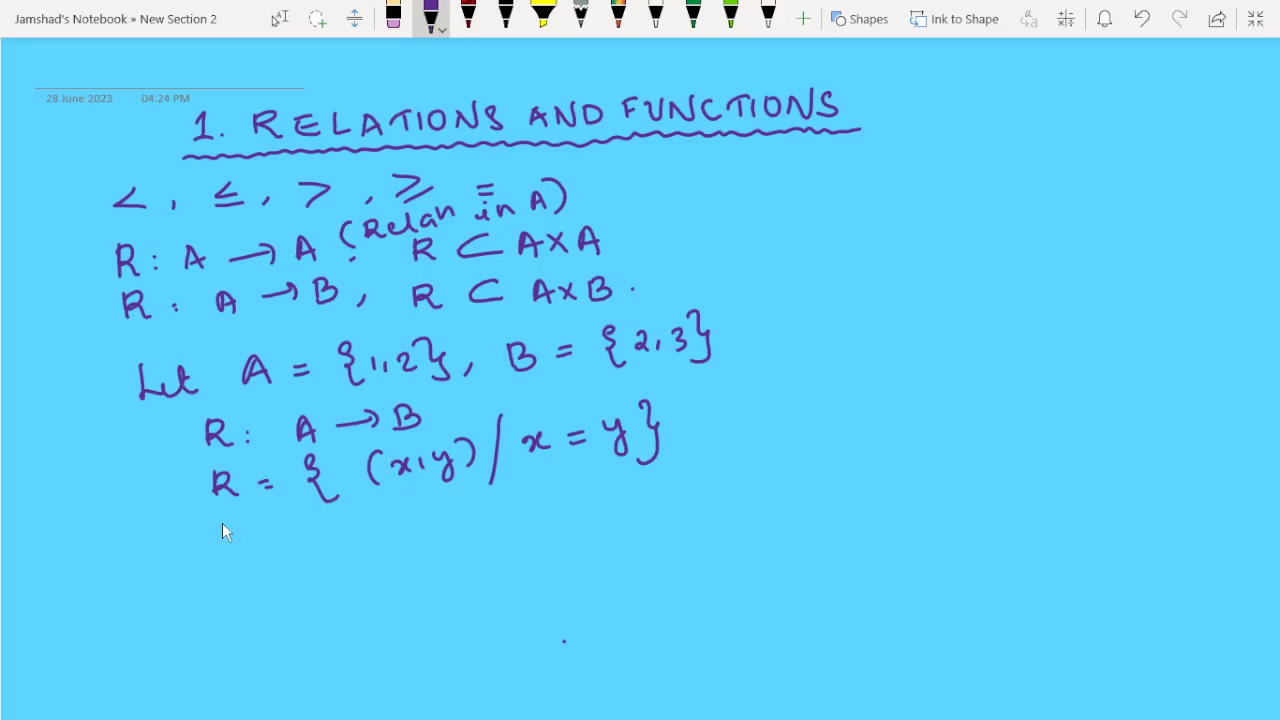 Jamshad's Notebook » New Section 2
Shapes
Ink to Shape
28 June 2023 04:24 PM
1. RELATIONS AND FUNCTIONS
< , ≤ , > , ≥ =
R : A → A (Relan in A) . R ⊂ A×A
R : A → B , R ⊂ A×B .
Let A = {1,2} , B = {2,3}
R : A → B
R = { (x,y) / x = y }